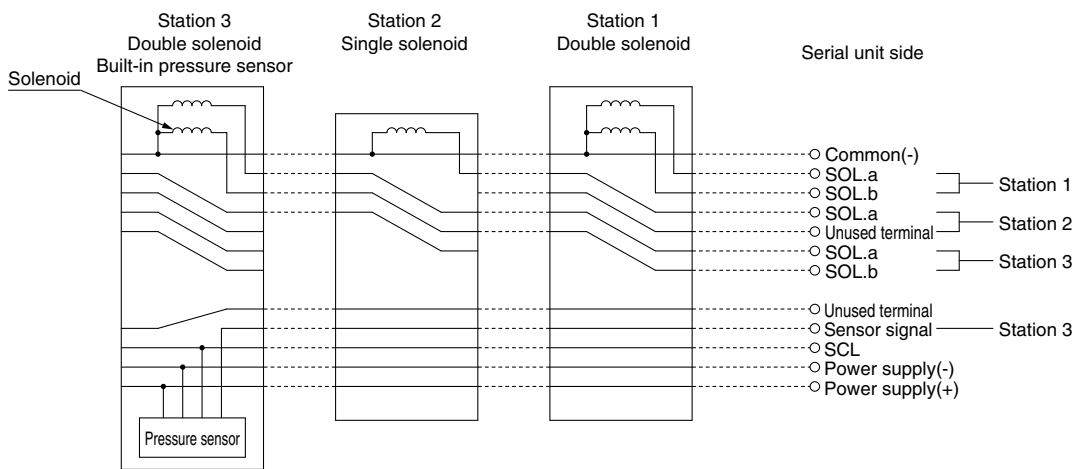 Station 3
Double solenoid
Built-in pressure sensor
Station 2
Single solenoid
Station 1
Double solenoid
Serial unit side
Solenoid
Common(-)
SOL.a
SOL.b
Station 1
SOL.a
Unused terminal
Station 2
SOL.a
SOL.b
Station 3
Unused terminal
Sensor signal
Station 3
SCL
Power supply(-)
Power supply(+)
Pressure sensor